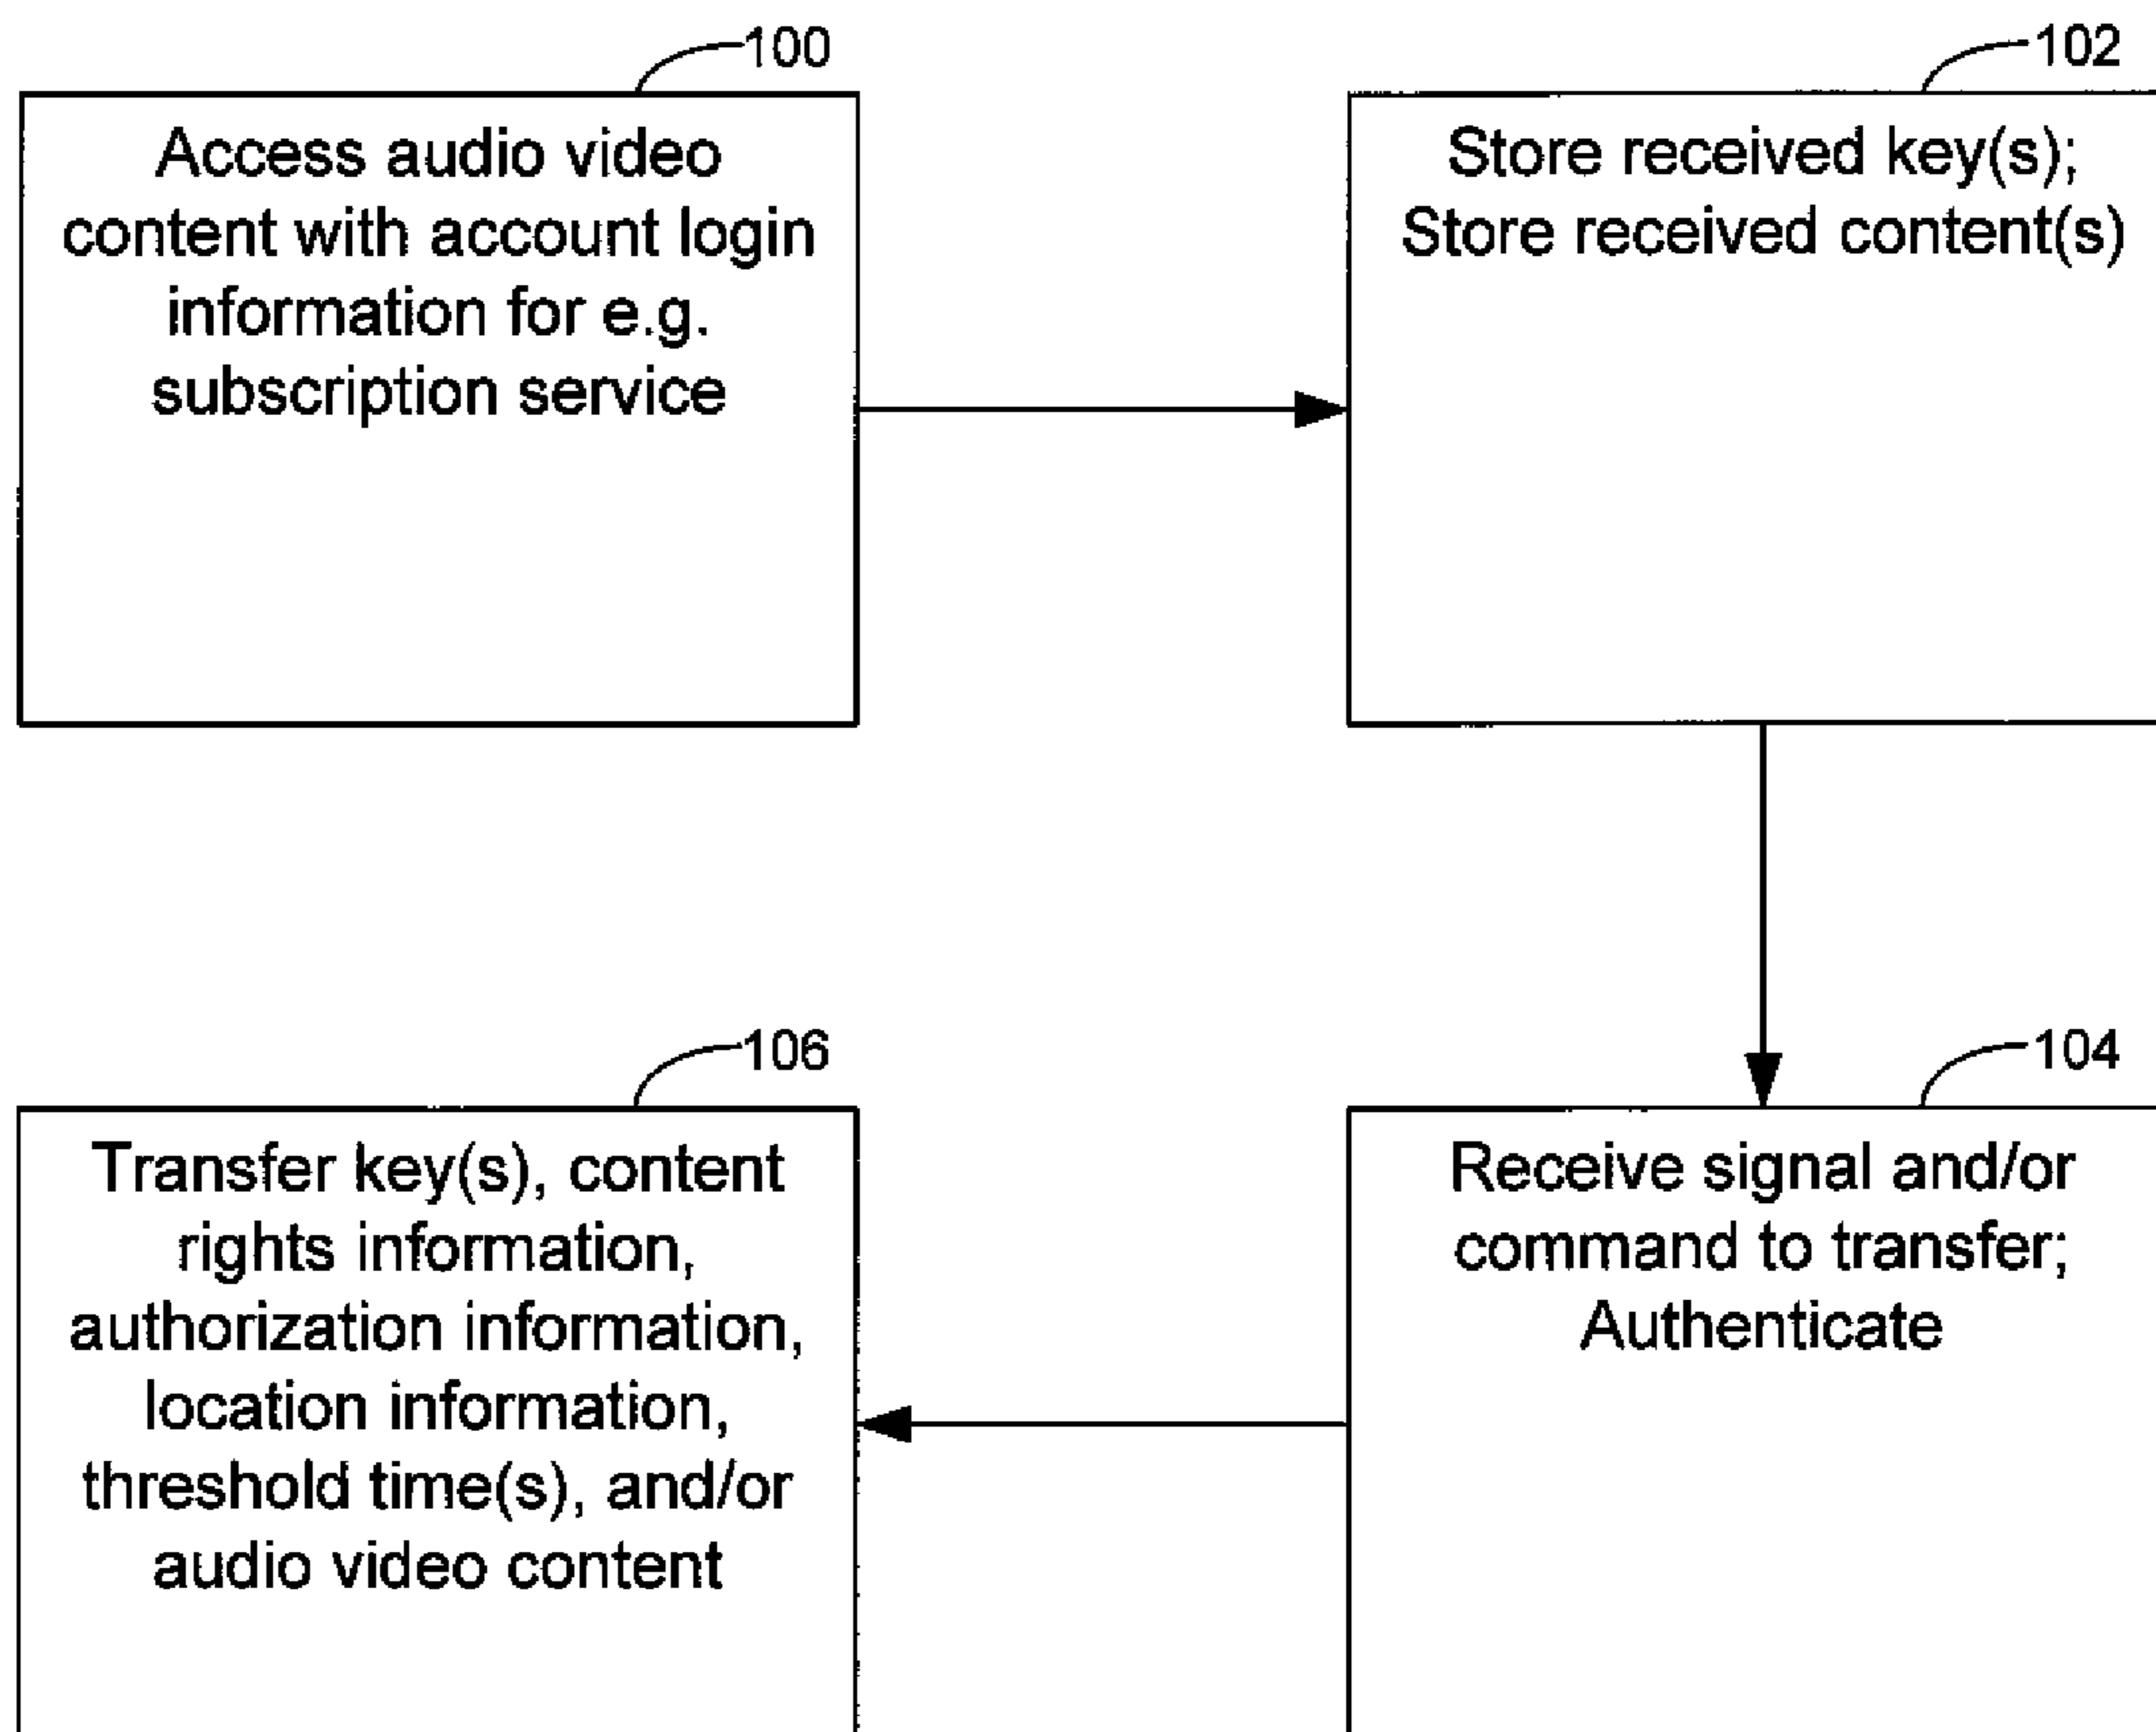 100
Access audio video
content with account login
information for e.g.
subscription service
102
Store received key(s);
Store received content(s)
104
Receive signal and/or
command to transfer;
Authenticate
106
Transfer key(s), content
rights information,
authorization information,
location information,
threshold time(s), and/or
audio video content